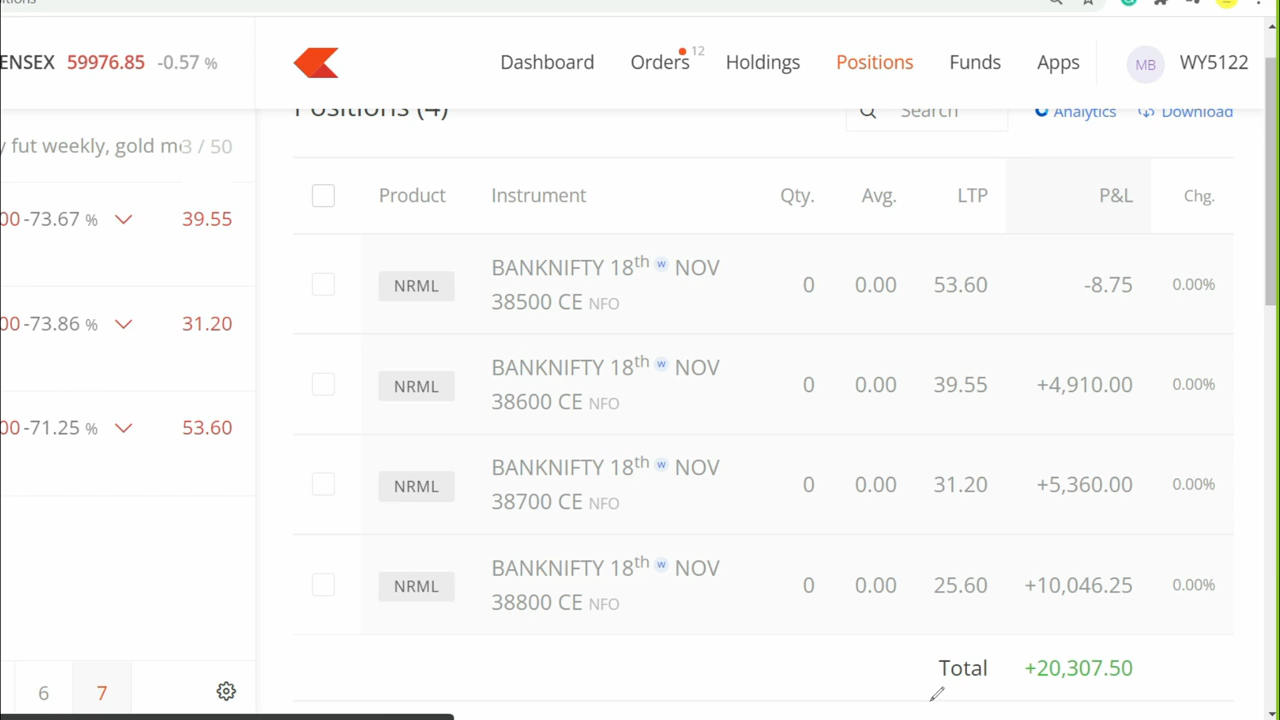 ENSEX 59976.85 -0.57 %
Dashboard Orders 12 Holdings Positions Funds Apps MB WY5122
Positions (4) Search Analytics Download
y fut weekly, gold m 3 / 50
Product Instrument Qty. Avg. LTP P&L Chg.
00 -73.67 % 39.55
NRML BANKNIFTY 18th w NOV
38500 CE NFO 0 0.00 53.60 -8.75 0.00%
00 -73.86 % 31.20
NRML BANKNIFTY 18th w NOV
38600 CE NFO 0 0.00 39.55 +4,910.00 0.00%
00 -71.25 % 53.60
NRML BANKNIFTY 18th w NOV
38700 CE NFO 0 0.00 31.20 +5,360.00 0.00%
NRML BANKNIFTY 18th w NOV
38800 CE NFO 0 0.00 25.60 +10,046.25 0.00%
Total +20,307.50
6 7